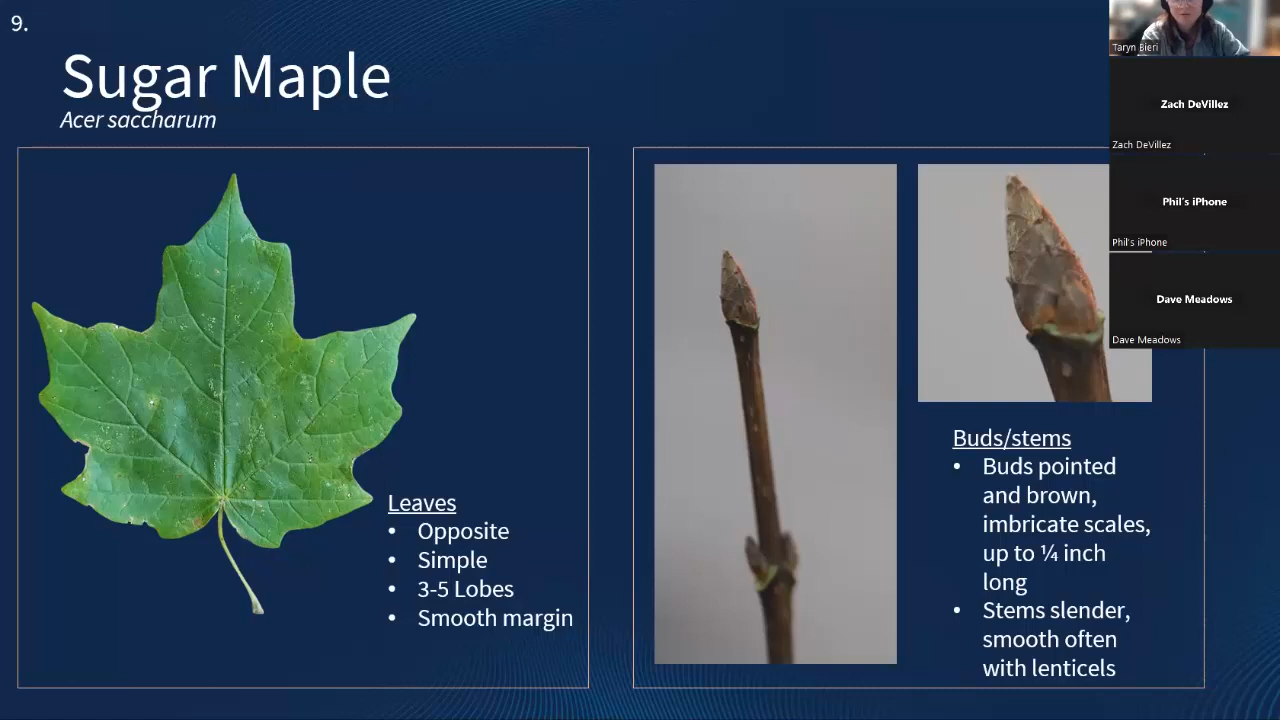 9.
Sugar Maple
Acer saccharum
Leaves
• Opposite
• Simple
• 3-5 Lobes
• Smooth margin
Buds/stems
• Buds pointed
and brown,
imbricate scales,
up to ¼ inch
long
• Stems slender,
smooth often
with lenticels
Taryn Bieri
Zach DeVillez
Zach DeVillez
Phil's iPhone
Phil's iPhone
Dave Meadows
Dave Meadows